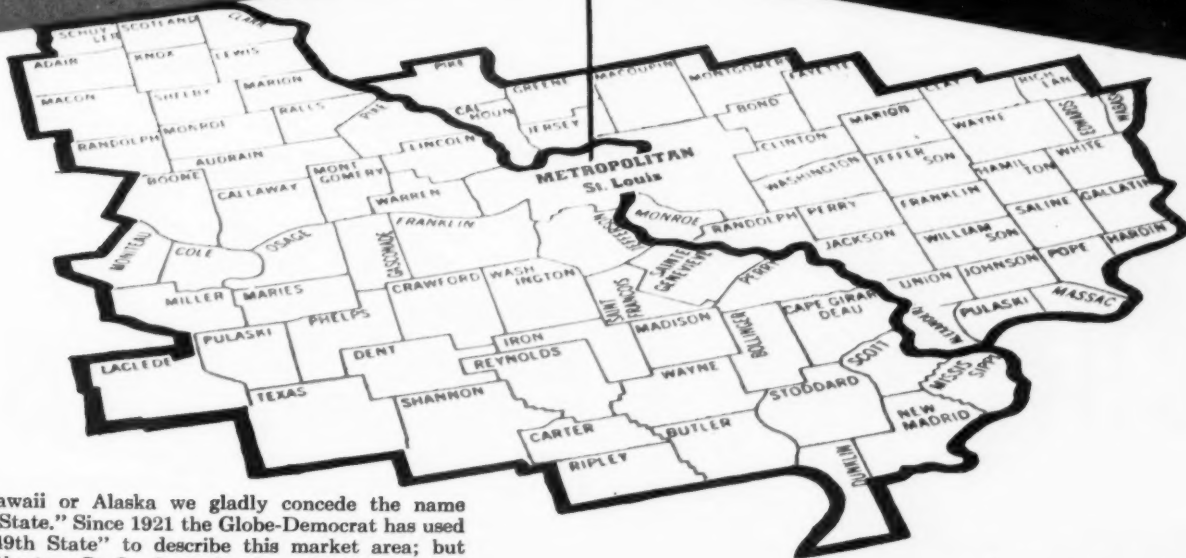 CLARK
SCHUYLER SCOTLAND
ADAIR KNOX LEWIS
MACON SHELBY MARION
RANDOLPH MONROE RALLS PIKE
AUDRAIN
BOONE CALLAWAY MONTGOMERY LINCOLN
WARREN
PIKE
CALHOUN GREENE MACOUPIN MONTGOMERY FAYETTE
JERSEY BOND CLAY RICHLAND
CLINTON MARION WAYNE EDWARDS
METROPOLITAN
St. Louis
WASHINGTON JEFFERSON HAMILTON WHITE
MONROE RANDOLPH PERRY FRANKLIN SALINE GALLATIN
JACKSON WILLIAMSON POPE HARDIN
UNION JOHNSON
PULASKI MASSAC
MONITEAU COLE OSAGE GASCONADE FRANKLIN JEFFERSON
MILLER MARIES CRAWFORD WASHINGTON SAINT FRANCOIS SAINTE GENEVIEVE PERRY
PULASKI PHELPS IRON MADISON BOLLINGER CAPE GIRARDEAU
LACLEDE DENT REYNOLDS WAYNE SCOTT MISSISSIPPI
TEXAS SHANNON STODDARD NEW MADRID
CARTER BUTLER
RIPLEY DUNKLIN
awaii or Alaska we gladly concede the name
State." Since 1921 the Globe-Democrat has used
49th State" to describe this market area; but